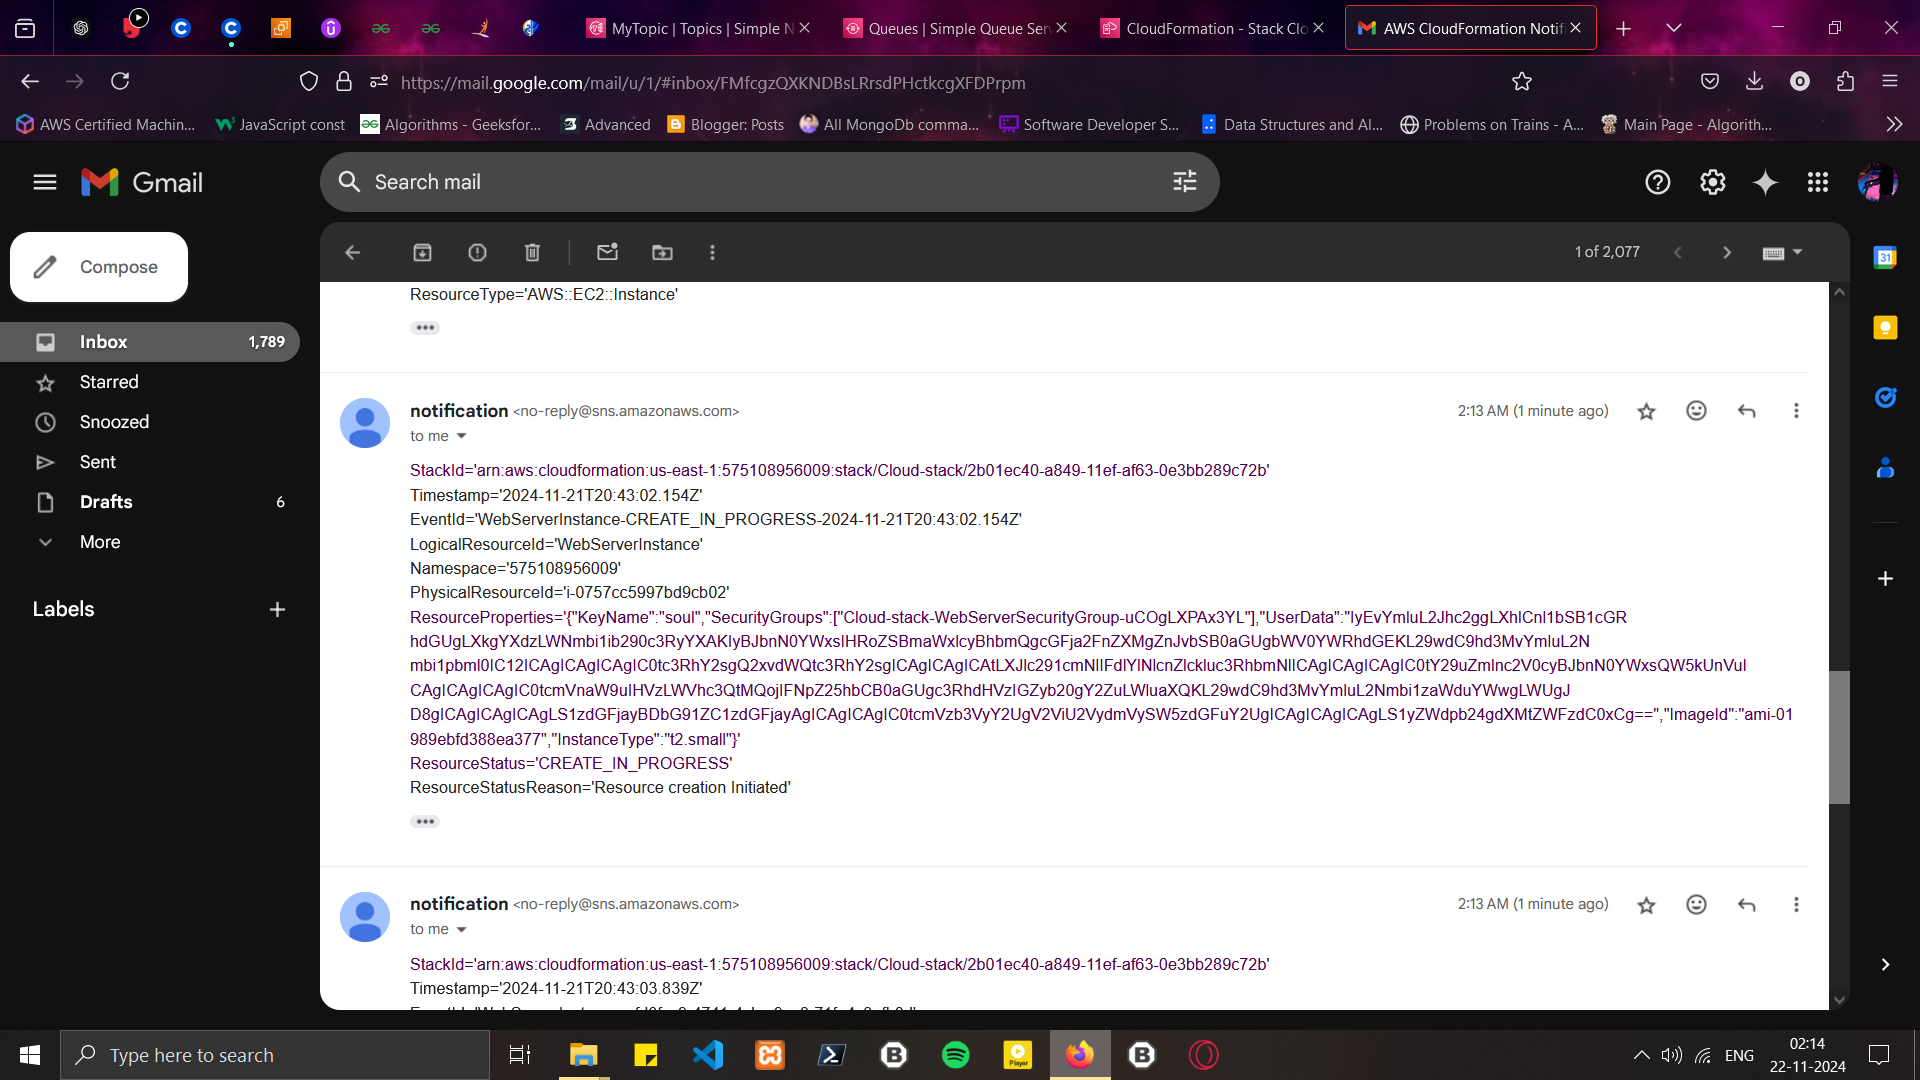 MyTopic | Topics | Simple N
Queues | Simple Queue Serv
CloudFormation - Stack Clo
AWS CloudFormation Notifi
https://mail.google.com/mail/u/1/#inbox/FMfcgzQXKNDBsLRrsdPHctkcgXFDPrpm
AWS Certified Machin...
JavaScript const
Algorithms - Geeksfor...
Advanced
Blogger: Posts
All MongoDb comma...
Software Developer S...
Data Structures and Al...
Problems on Trains - A...
Main Page - Algorith...
Gmail
Search mail
Compose
1 of 2,077
Inbox 1,789
Starred
Snoozed
Sent
Drafts 6
More
Labels
ResourceType='AWS::EC2::Instance'
notification <no-reply@sns.amazonaws.com>
2:13 AM (1 minute ago)
to me
StackId='arn:aws:cloudformation:us-east-1:575108956009:stack/Cloud-stack/2b01ec40-a849-11ef-af63-0e3bb289c72b'
Timestamp='2024-11-21T20:43:02.154Z'
EventId='WebServerInstance-CREATE_IN_PROGRESS-2024-11-21T20:43:02.154Z'
LogicalResourceId='WebServerInstance'
Namespace='575108956009'
PhysicalResourceId='i-0757cc5997bd9cb02'
ResourceProperties='{"KeyName":"soul","SecurityGroups":["Cloud-stack-WebServerSecurityGroup-uCOgLXPAx3YL"],"UserData":"IyEvYmluL2Jhc2ggLXhlCnl1bSB1cGR
hdGUgLXkgYXdzLWNmbi1ib290c3RyYXAKIyBJbnN0YWxsIHRoZSBmaWxlcyBhbmQgcGFja2FnZXMgZnJvbSB0aGUgbWV0YWRhdGEKL29wdC9hd3MvYmluL2N
mbi1pbml0IC12ICAgICAgICAgIC0tc3RhY2sgQ2xvdWQtc3RhY2sgICAgICAgICAtLXJlc291cmNlIFdlYlNlcnZlckluc3RhbmNlICAgICAgICAgIC0tY29uZmlnc2V0cyBJbnN0YWxsQW5kUnVuI
CAgICAgICAgIC0tcmVnaW9uIHVzLWVhc3QtMQojIFNpZ25hbCB0aGUgc3RhdHVzIGZyb20gY2ZuLWluaXQKL29wdC9hd3MvYmluL2Nmbi1zaWduYWwgLWUgJ
D8gICAgICAgICAgLS1zdGFjayBDbG91ZC1zdGFjayAgICAgICAgIC0tcmVzb3VyY2UgV2ViU2VydmVySW5zdGFuY2UgICAgICAgICAgLS1yZWdpb24gdXMtZWFzdC0xCg==","ImageId":"ami-01
989ebfd388ea377","InstanceType":"t2.small"}'
ResourceStatus='CREATE_IN_PROGRESS'
ResourceStatusReason='Resource creation Initiated'
notification <no-reply@sns.amazonaws.com>
2:13 AM (1 minute ago)
to me
StackId='arn:aws:cloudformation:us-east-1:575108956009:stack/Cloud-stack/2b01ec40-a849-11ef-af63-0e3bb289c72b'
Timestamp='2024-11-21T20:43:03.839Z'
Type here to search
ENG
02:14
22-11-2024